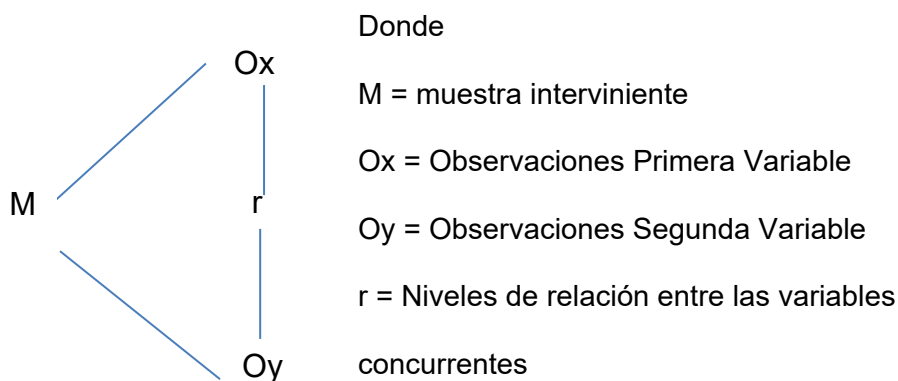 Donde
Ox
M = muestra interviniente
Ox = Observaciones Primera Variable
M
r
Oy = Observaciones Segunda Variable
r = Niveles de relación entre las variables
Oy
concurrentes